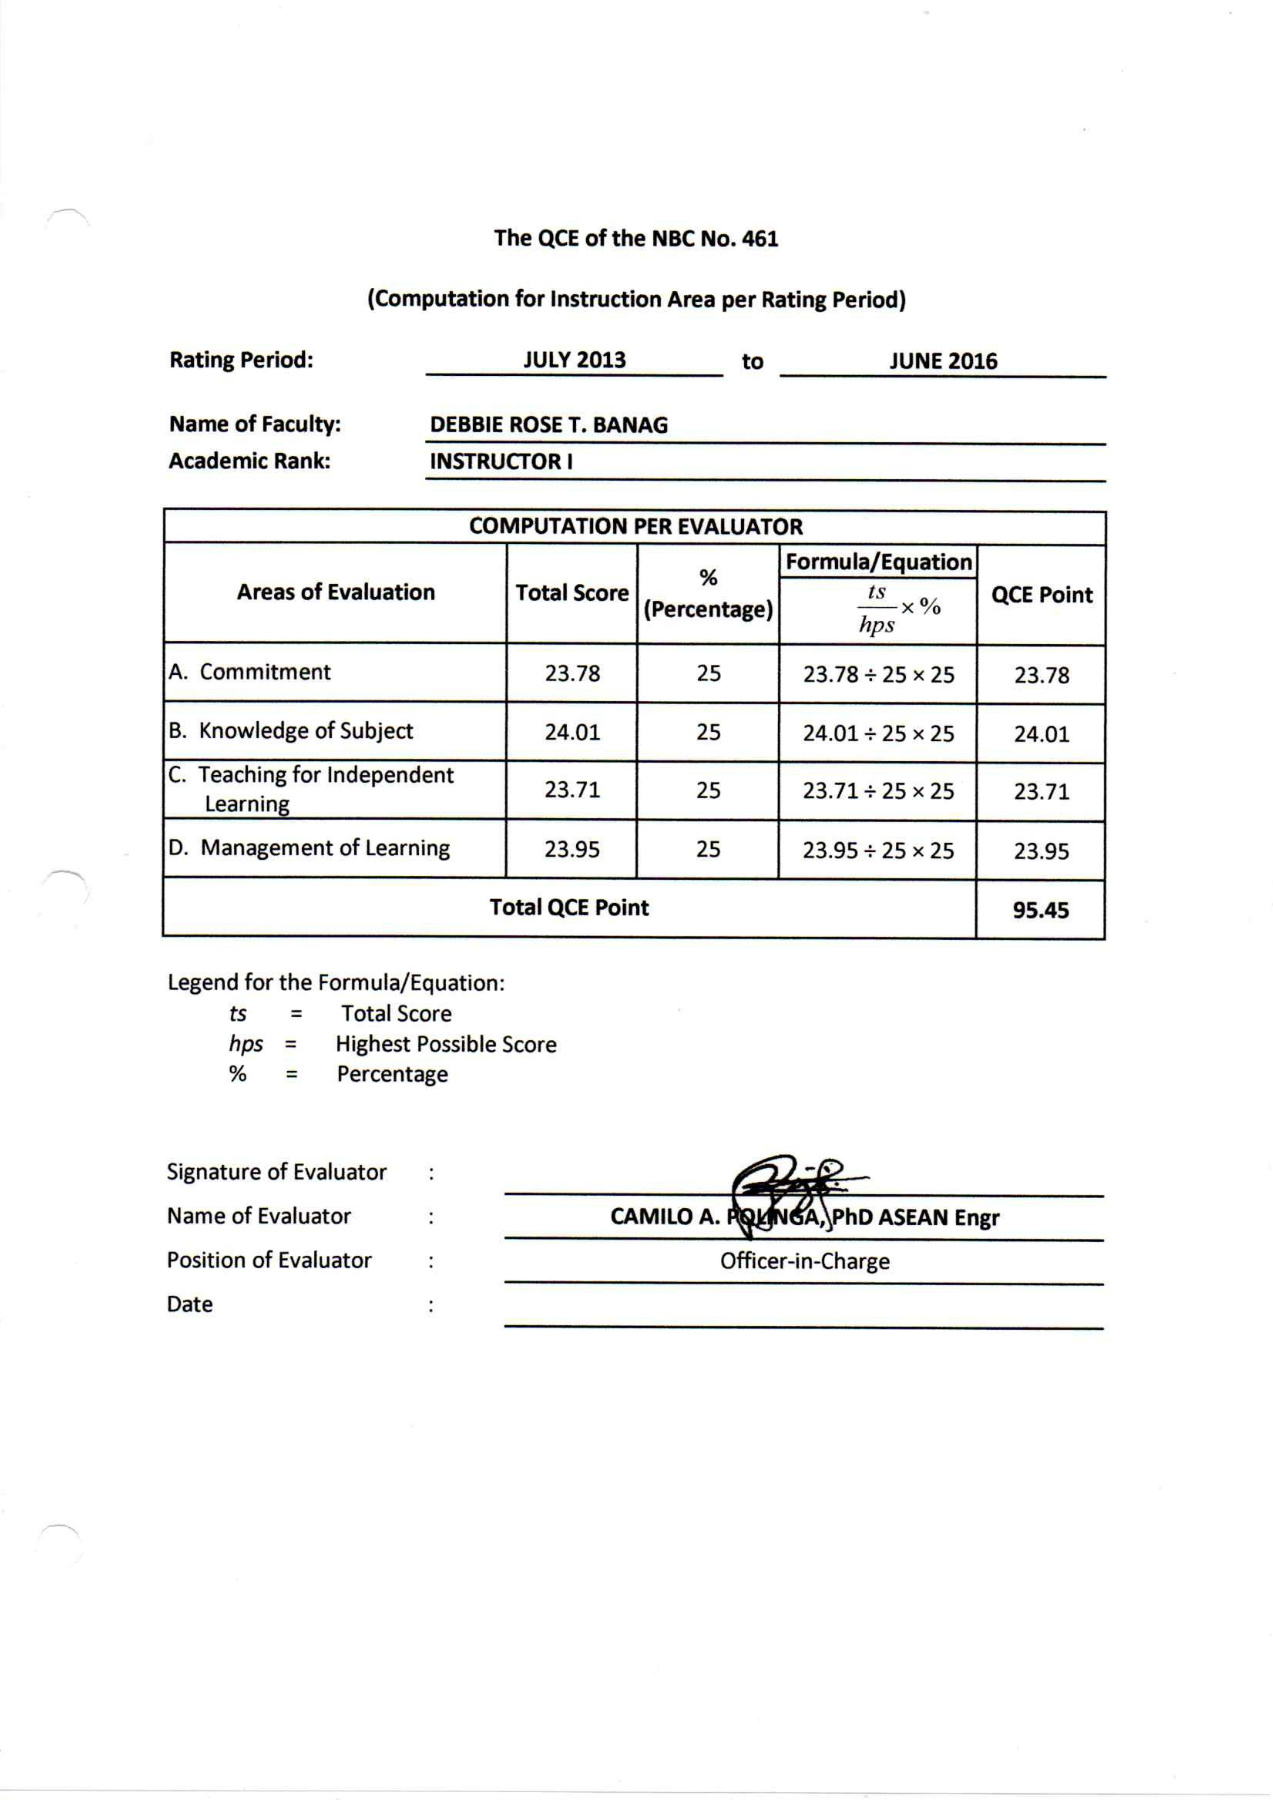 The QCE of the NBC No. 461
(Computation for Instruction Area per Rating Period)
Rating Period: JULY 2013 to JUNE 2016
Name of Faculty: DEBBIE ROSE T. BANAG
Academic Rank: INSTRUCTOR I
COMPUTATION PER EVALUATOR
Areas of Evaluation Total Score % (Percentage) Formula/Equation ts/hps × % QCE Point
A. Commitment 23.78 25 23.78 ÷ 25 × 25 23.78
B. Knowledge of Subject 24.01 25 24.01 ÷ 25 × 25 24.01
C. Teaching for Independent Learning 23.71 25 23.71 ÷ 25 × 25 23.71
D. Management of Learning 23.95 25 23.95 ÷ 25 × 25 23.95
Total QCE Point 95.45
Legend for the Formula/Equation:
ts = Total Score
hps = Highest Possible Score
% = Percentage
Signature of Evaluator :
Name of Evaluator : CAMILO A. POLINGA, PhD ASEAN Engr
Position of Evaluator : Officer-in-Charge
Date :